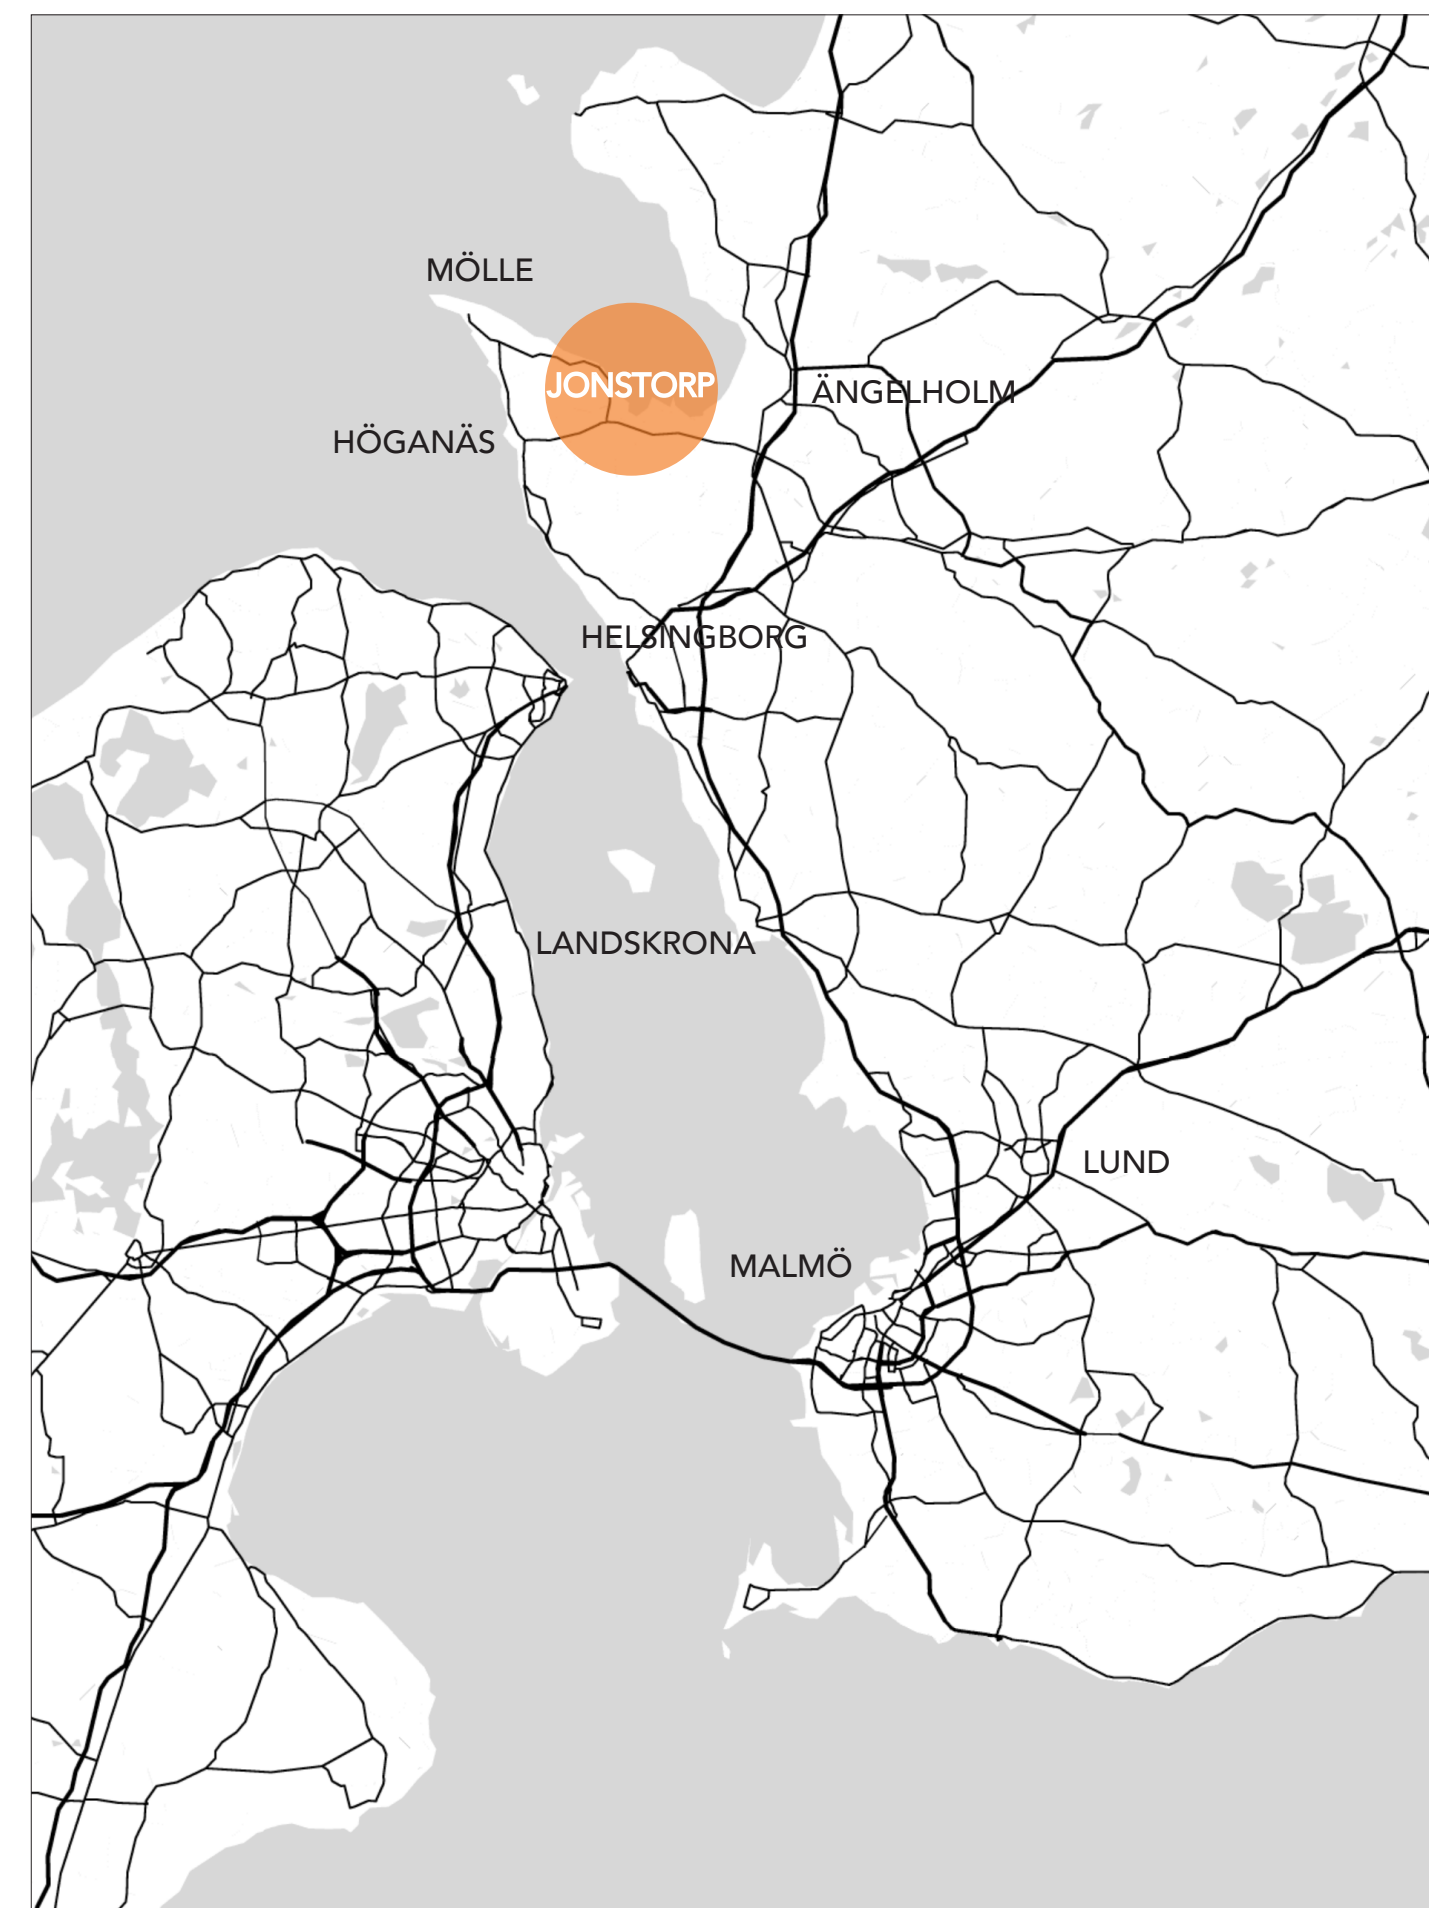 MÖLLE
JONSTORP
ÄNGELHOLM
HÖGANÄS
HELSINGBORG
LANDSKRONA
LUND
MALMÖ